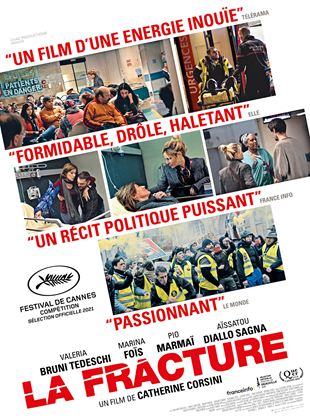 "UN FILM D'UNE ENERGIE INOUÏE"
TÉLÉRAMA
PATIENTS
EN DANGER
URGENCES
"FORMIDABLE, DRÔLE, HALETANT"
ELLE
"UN RÉCIT POLITIQUE PUISSANT"
FRANCE INFO
FESTIVAL DE CANNES
COMPÉTITION
SÉLECTION OFFICIELLE 2021
"PASSIONNANT"
LE MONDE
VALERIA
BRUNI TEDESCHI
MARINA
FOÏS
PIO
MARMAÏ
AÏSSATOU
DIALLO SAGNA
LA FRACTURE
UN FILM DE CATHERINE CORSINI
franceinfo